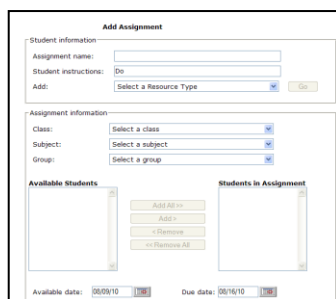 Add Assignment
Student information
Assignment name:
Student instructions: Do
Add: Select a Resource Type Go
Assignment information
Class: Select a class
Subject: Select a subject
Group: Select a group
Available Students Students in Assignment
Add All >>
Add >
< Remove
<< Remove All
Available date: 08/09/10 Due date: 08/16/10